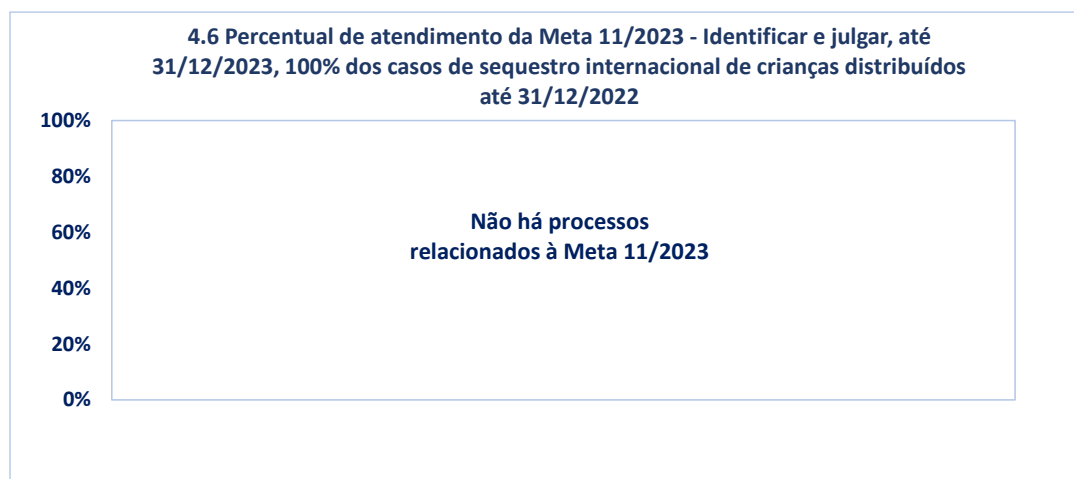 4.6 Percentual de atendimento da Meta 11/2023 - Identificar e julgar, até
31/12/2023, 100% dos casos de sequestro internacional de crianças distribuídos
até 31/12/2022
100%
80%
Não há processos
60%
relacionados à Meta 11/2023
40%
20%
0%